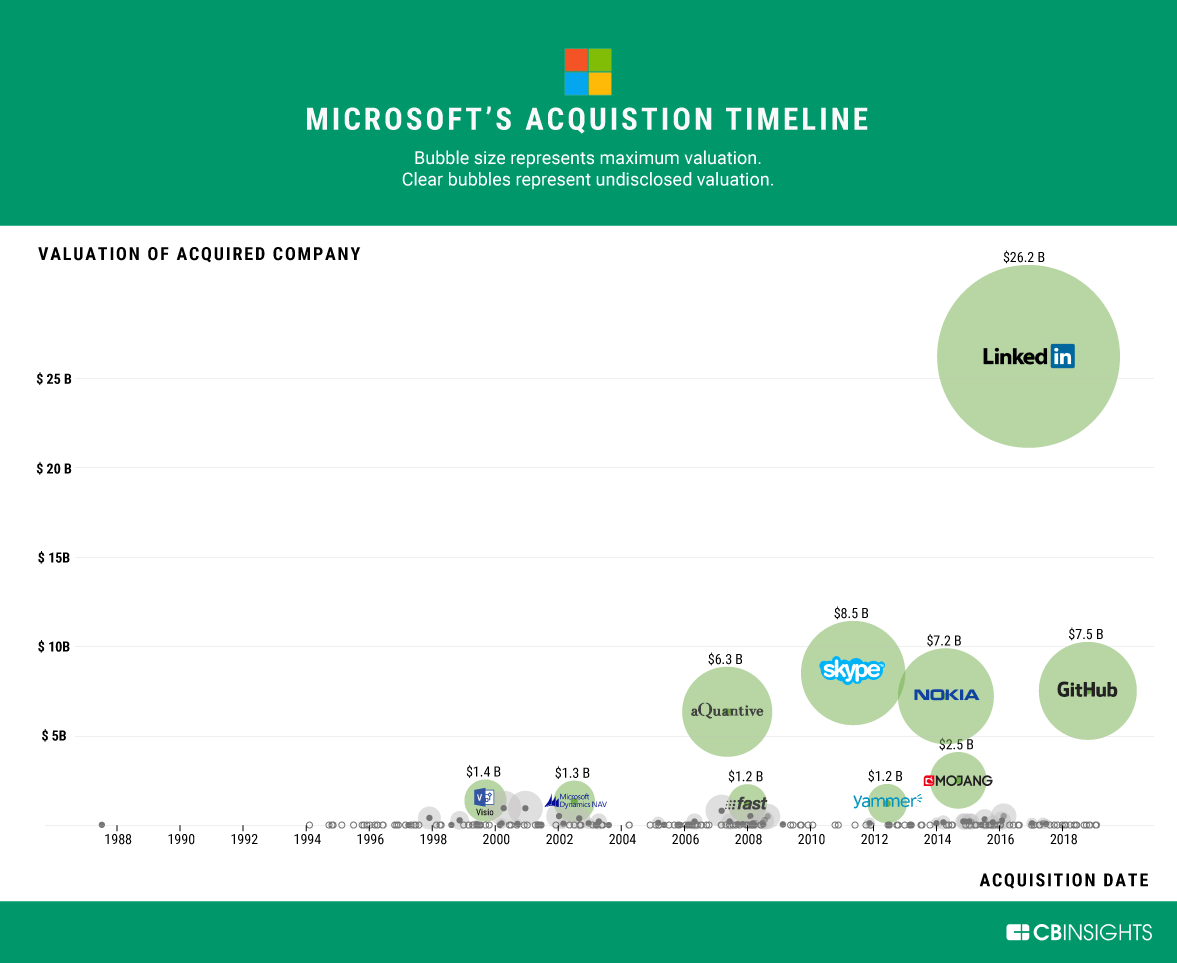 MICROSOFT'S ACQUISTION TIMELINE
Bubble size represents maximum valuation.
Clear bubbles represent undisclosed valuation.
VALUATION OF ACQUIRED COMPANY
$26.2 B
LinkedIn
$ 25 B
$ 20 B
$ 15B
$8.5 B
skype
$ 10B
$7.2 B
NOKIA
$7.5 B
GitHub
$6.3 B
aQuantive
$ 5B
$2.5 B
MOJANG
$1.4 B
Visio
$1.3 B
Microsoft
Dynamics NAV
$1.2 B
fast
$1.2 B
yammer
1988 1990 1992 1994 1996 1998 2000 2002 2004 2006 2008 2010 2012 2014 2016 2018
ACQUISITION DATE
CBINSIGHTS